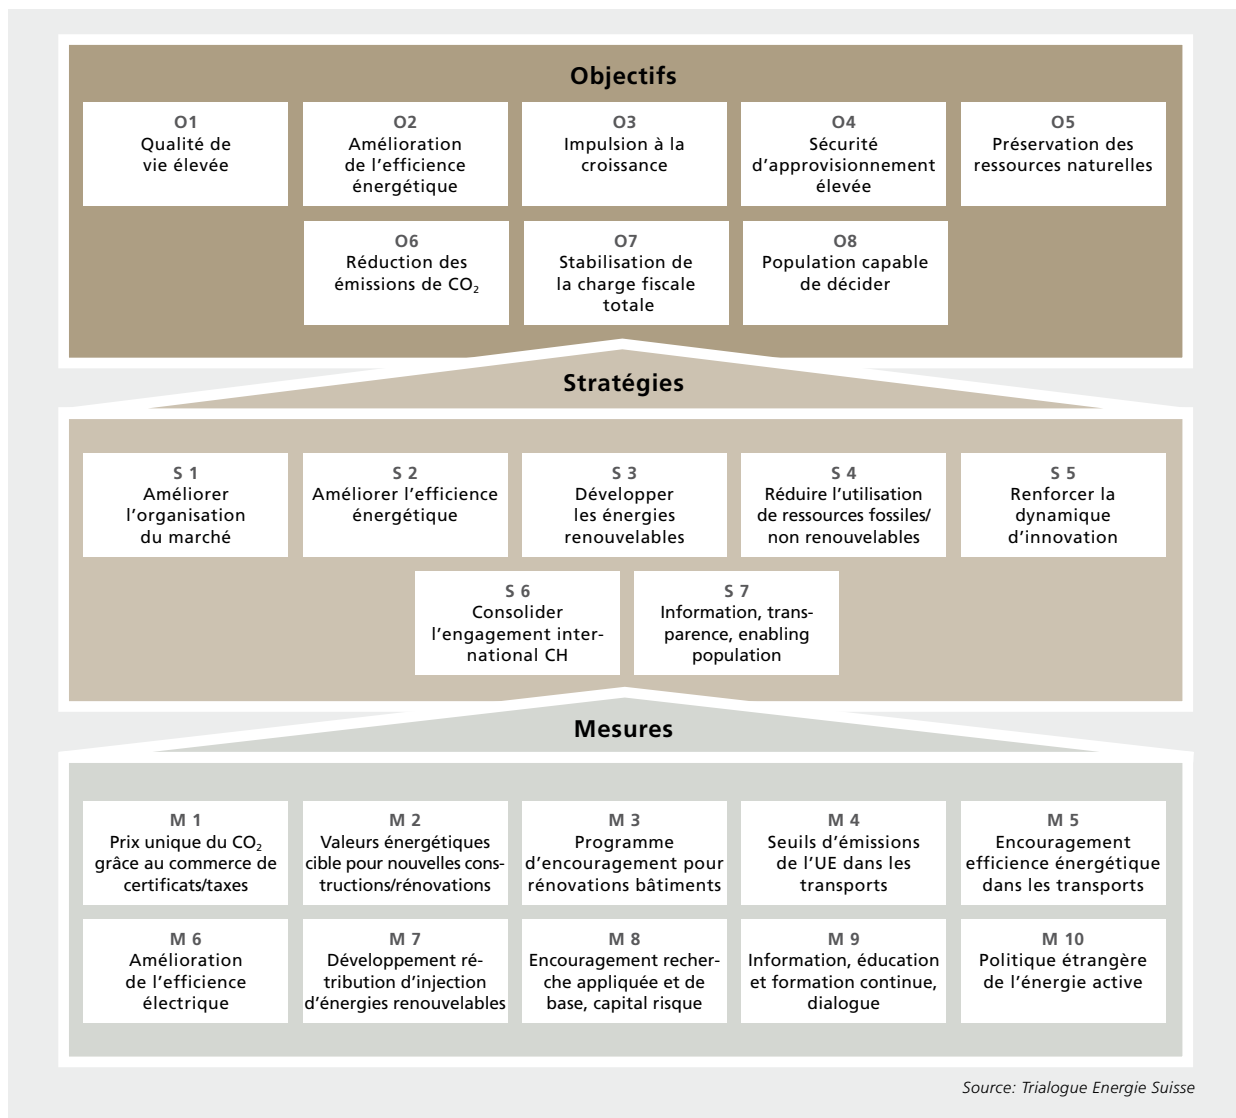 Objectifs
O1
Qualité de
vie élevée
O2
Amélioration
de l’efficience
énergétique
O3
Impulsion à la
croissance
O4
Sécurité
d’approvisionnement
élevée
O5
Préservation des
ressources naturelles
O6
Réduction des
émissions de CO₂
O7
Stabilisation de
la charge fiscale
totale
O8
Population capable
de décider
Stratégies
S 1
Améliorer
l’organisation
du marché
S 2
Améliorer l’efficience
énergétique
S 3
Développer
les énergies
renouvelables
S 4
Réduire l’utilisation
de ressources fossiles/
non renouvelables
S 5
Renforcer la
dynamique
d’innovation
S 6
Consolider
l’engagement inter-
national CH
S 7
Information, trans-
parence, enabling
population
Mesures
M 1
Prix unique du CO₂
grâce au commerce de
certificats/taxes
M 2
Valeurs énergétiques
cible pour nouvelles cons-
tructions/rénovations
M 3
Programme
d’encouragement pour
rénovations bâtiments
M 4
Seuils d’émissions
de l’UE dans les
transports
M 5
Encouragement
efficience énergétique
dans les transports
M 6
Amélioration
de l’efficience
électrique
M 7
Développement ré-
tribution d’injection
d’énergies renouvelables
M 8
Encouragement recher-
che appliquée et de
base, capital risque
M 9
Information, éducation
et formation continue,
dialogue
M 10
Politique étrangère
de l’énergie active
Source: Trialogue Energie Suisse